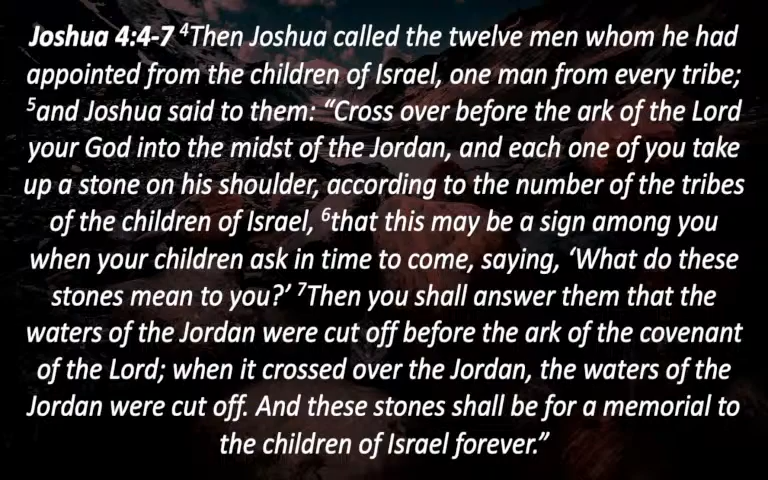 Joshua 4:4-7 ⁴Then Joshua called the twelve men whom he had
appointed from the children of Israel, one man from every tribe;
⁵and Joshua said to them: “Cross over before the ark of the Lord
your God into the midst of the Jordan, and each one of you take
up a stone on his shoulder, according to the number of the tribes
of the children of Israel, ⁶that this may be a sign among you
when your children ask in time to come, saying, ‘What do these
stones mean to you?’ ⁷Then you shall answer them that the
waters of the Jordan were cut off before the ark of the covenant
of the Lord; when it crossed over the Jordan, the waters of the
Jordan were cut off. And these stones shall be for a memorial to
the children of Israel forever.”